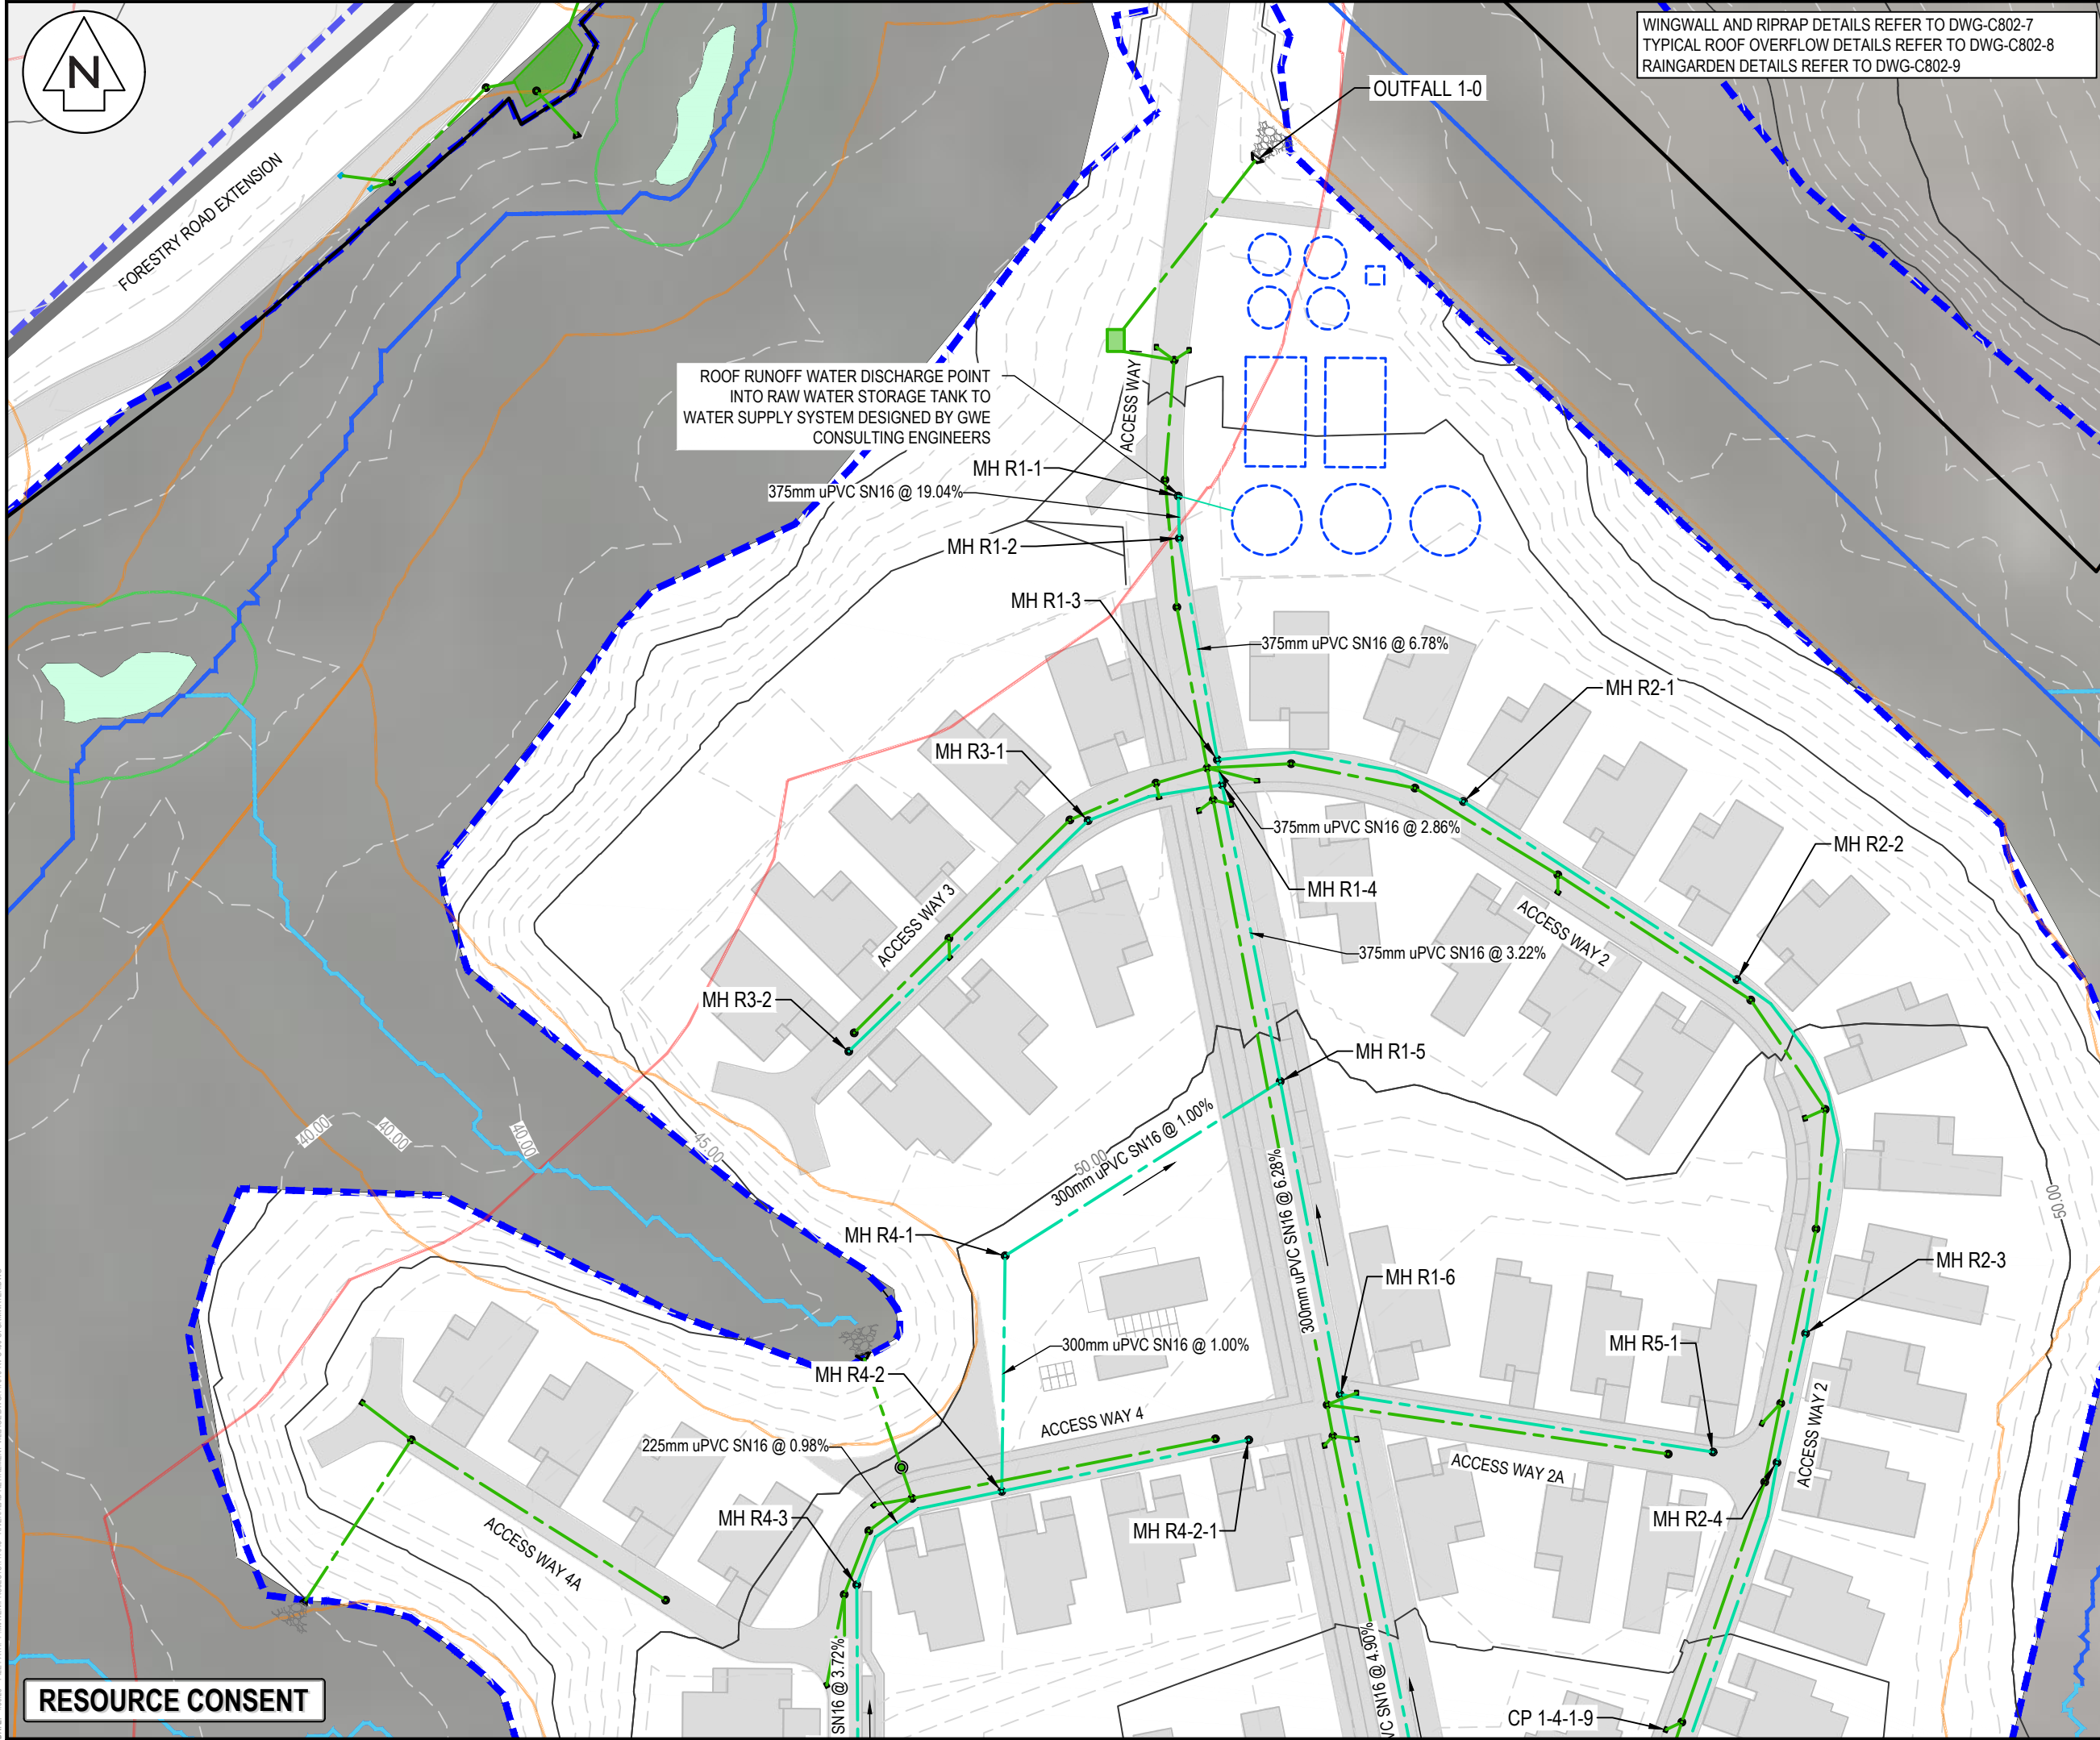 N
WINGWALL AND RIPRAP DETAILS REFER TO DWG-C802-7
TYPICAL ROOF OVERFLOW DETAILS REFER TO DWG-C802-8
RAINGARDEN DETAILS REFER TO DWG-C802-9
OUTFALL 1-0
FORESTRY ROAD EXTENSION
ROOF RUNOFF WATER DISCHARGE POINT
INTO RAW WATER STORAGE TANK TO
WATER SUPPLY SYSTEM DESIGNED BY GWE
CONSULTING ENGINEERS
ACCESS WAY 1
MH R1-1
375mm uPVC SN16 @ 19.04%
MH R1-2
MH R1-3
375mm uPVC SN16 @ 6.78%
MH R2-1
MH R3-1
375mm uPVC SN16 @ 2.86%
MH R2-2
MH R1-4
ACCESS WAY 3
ACCESS WAY 2
375mm uPVC SN16 @ 3.22%
MH R3-2
MH R1-5
40.00
40.00
40.00
45.00
50.00
300mm uPVC SN16 @ 1.00%
50.00
300mm uPVC SN16 @ 6.28%
MH R4-1
MH R2-3
MH R1-6
300mm uPVC SN16 @ 1.00%
MH R5-1
MH R4-2
ACCESS WAY 4
ACCESS WAY 2
225mm uPVC SN16 @ 0.98%
ACCESS WAY 2A
MH R4-3
MH R4-2-1
MH R2-4
ACCESS WAY 4A
SN16 @ 3.72%
VC SN16 @ 4.90%
RESOURCE CONSENT
CP 1-4-1-9